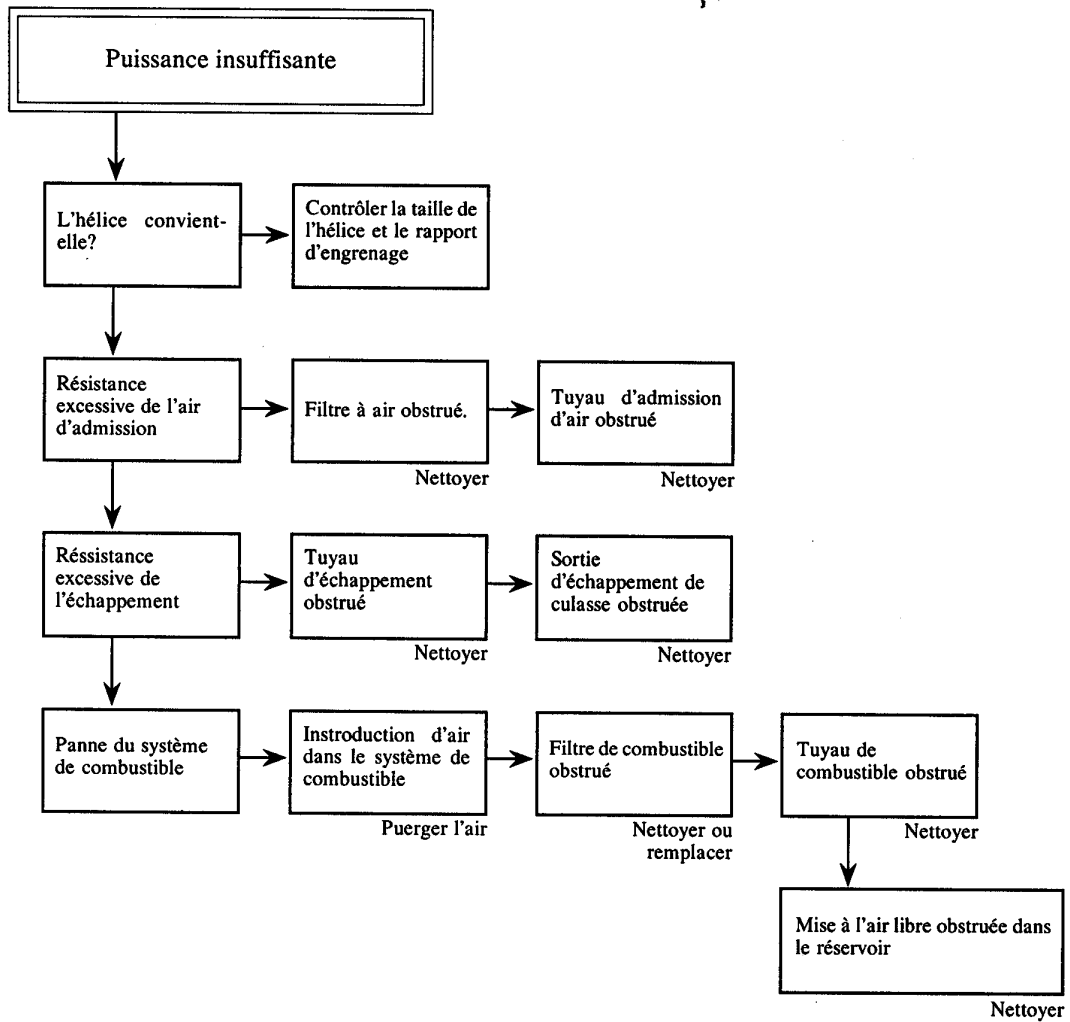 Puissance insuffisante
L'hélice convient-
elle?
Contrôler la taille de
l'hélice et le rapport
d'engrenage
Résistance
excessive de l'air
d'admission
Filtre à air obstrué.
Nettoyer
Tuyau d'admission
d'air obstrué
Nettoyer
Réssistance
excessive de
l'échappement
Tuyau
d'échappement
obstrué
Nettoyer
Sortie
d'échappement de
culasse obstruée
Nettoyer
Panne du système
de combustible
Instroduction d'air
dans le système de
combustible
Puerger l'air
Filtre de combustible
obstrué
Nettoyer ou
remplacer
Tuyau de
combustible obstrué
Nettoyer
Mise à l'air libre obstruée dans
le réservoir
Nettoyer